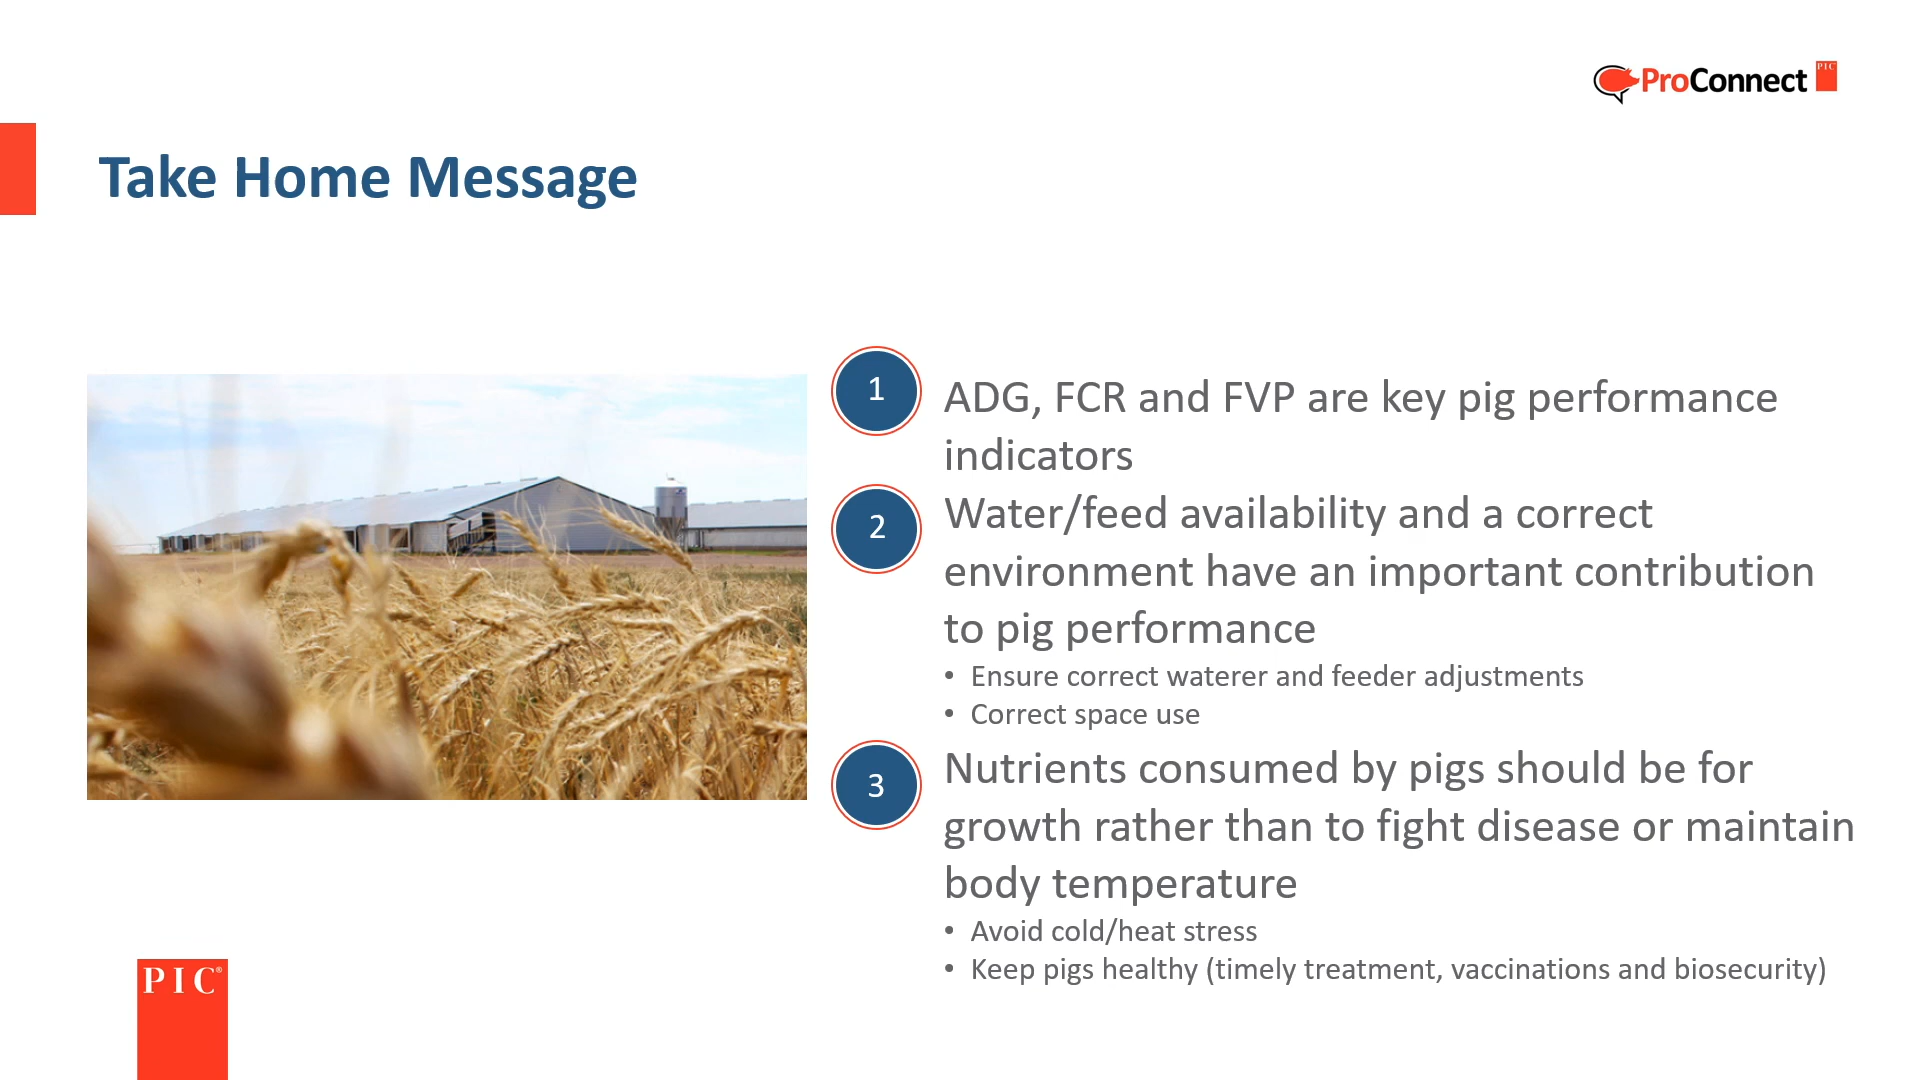 ProConnect PIC
Take Home Message
1
ADG, FCR and FVP are key pig performance
indicators
2
Water/feed availability and a correct
environment have an important contribution
to pig performance
• Ensure correct waterer and feeder adjustments
• Correct space use
3
Nutrients consumed by pigs should be for
growth rather than to fight disease or maintain
body temperature
• Avoid cold/heat stress
• Keep pigs healthy (timely treatment, vaccinations and biosecurity)
PIC®